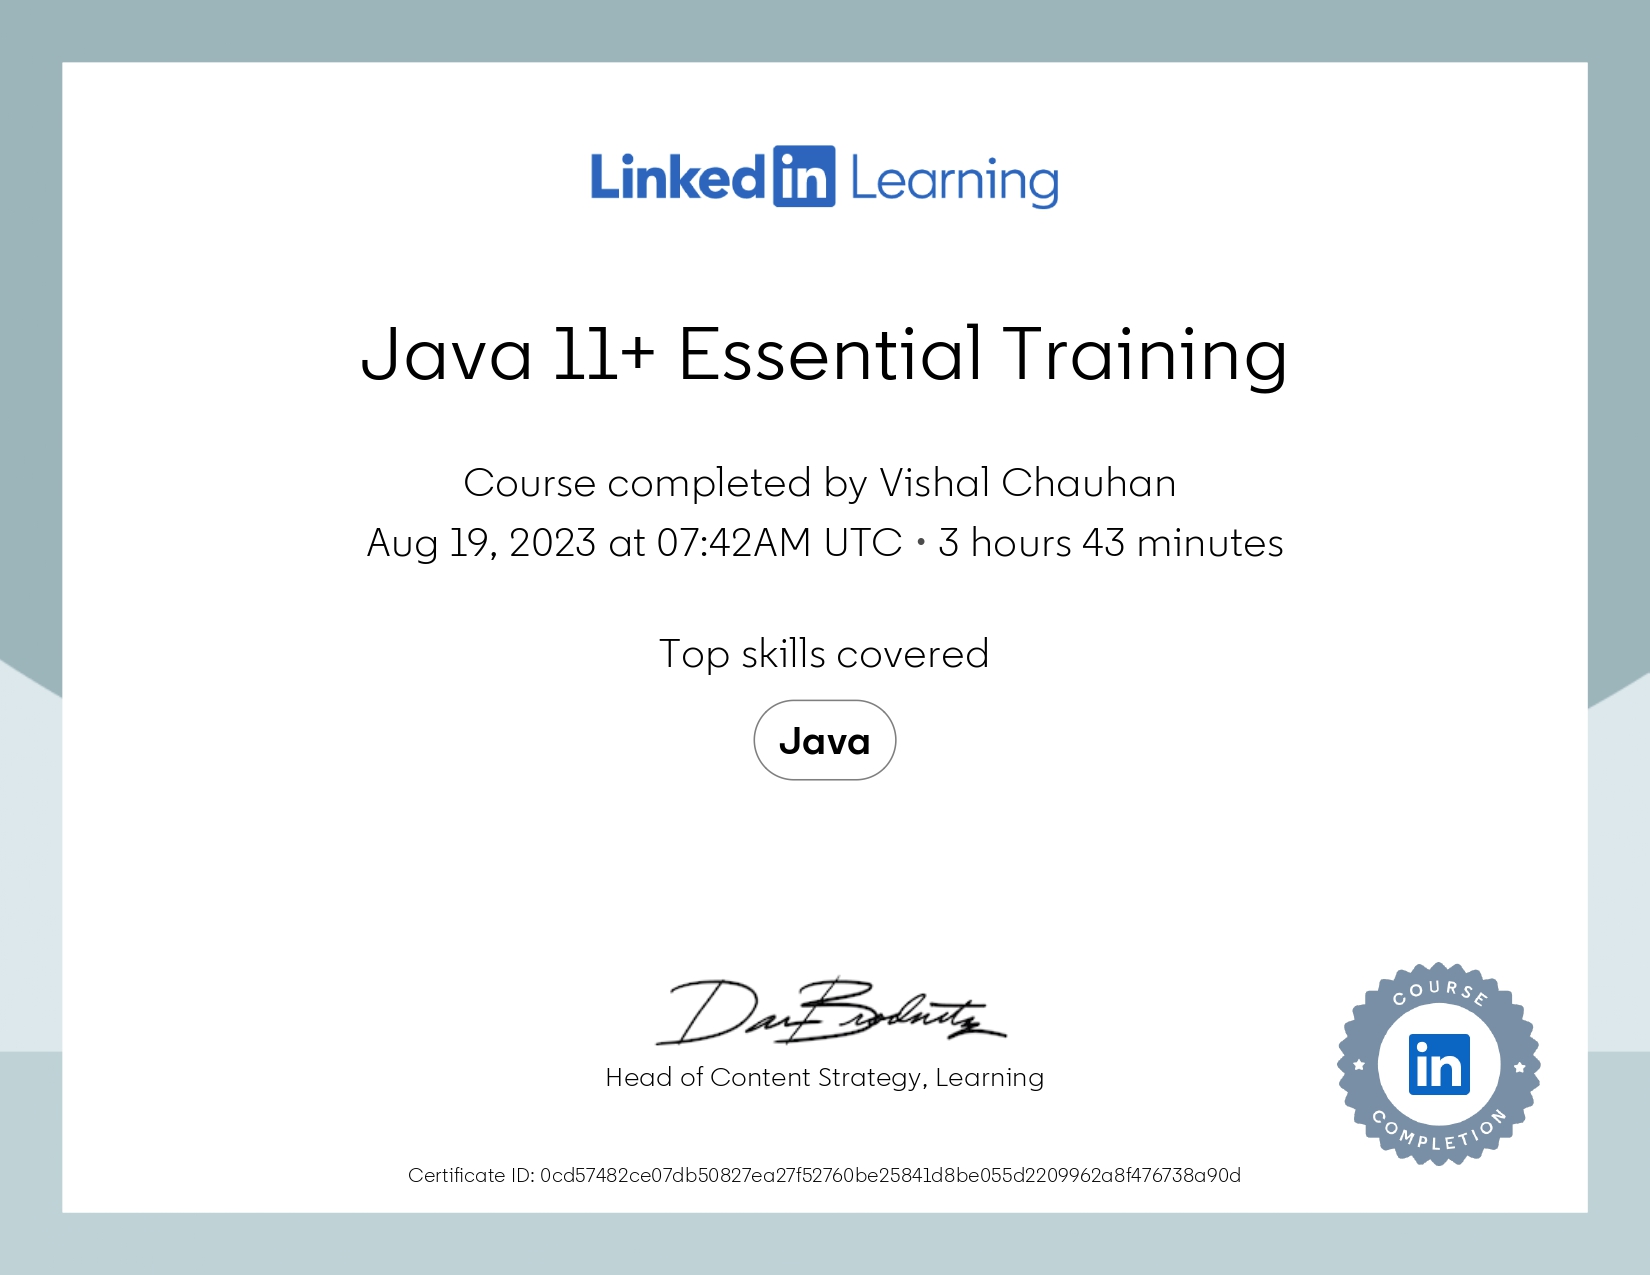 Linked in Learning
Java 11+ Essential Training
Course completed by Vishal Chauhan
Aug 19, 2023 at 07:42AM UTC • 3 hours 43 minutes
Top skills covered
Java
Dan Brodnitz
Head of Content Strategy, Learning
COURSE
in
COMPLETION
Certificate ID: 0cd57482ce07db50827ea27f52760be25841d8be055d2209962a8f476738a90d